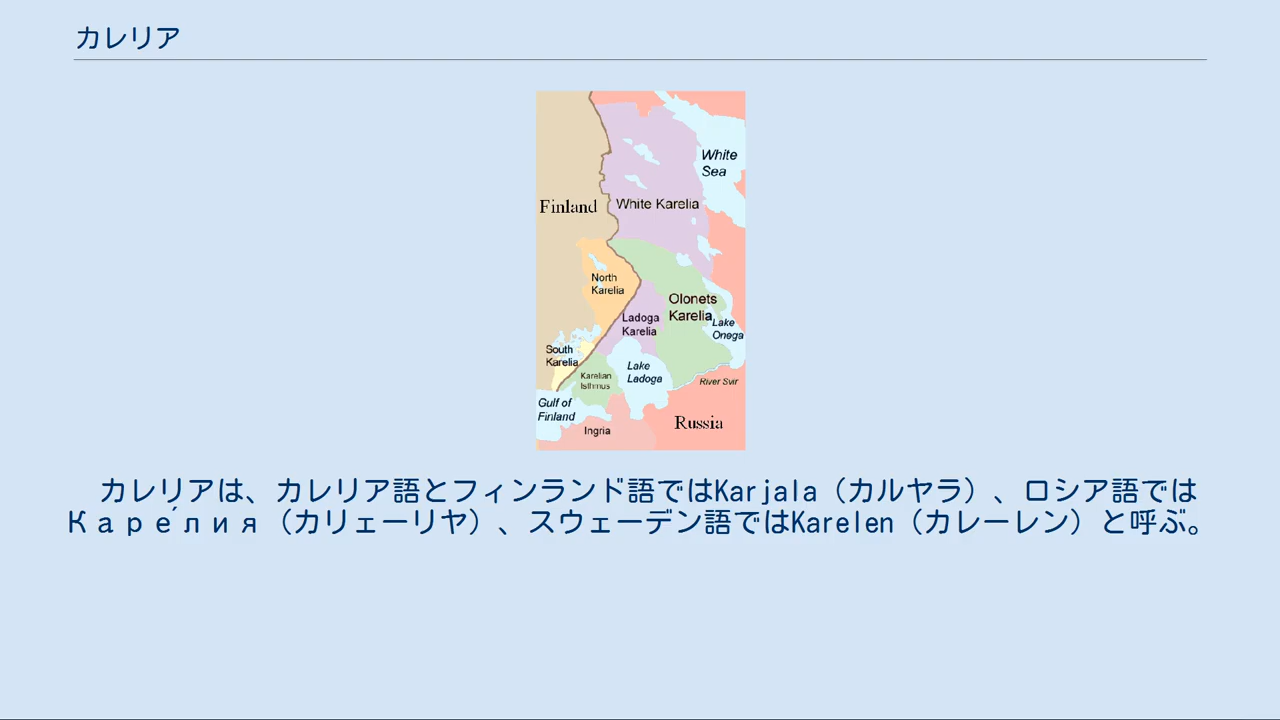 カレリア
White
Sea
Finland
White Karelia
North
Karelia
Olonets
Karelia
Ladoga
Karelia
Lake
Onega
South
Karelia
Lake
Ladoga
Karelian
Isthmus
River Svir
Gulf of
Finland
Ingria
Russia
カレリアは、カレリア語とフィンランド語ではKarjala（カルヤラ）、ロシア語では
Каре́лия（カリェーリヤ）、スウェーデン語ではKarelen（カレーレン）と呼ぶ。